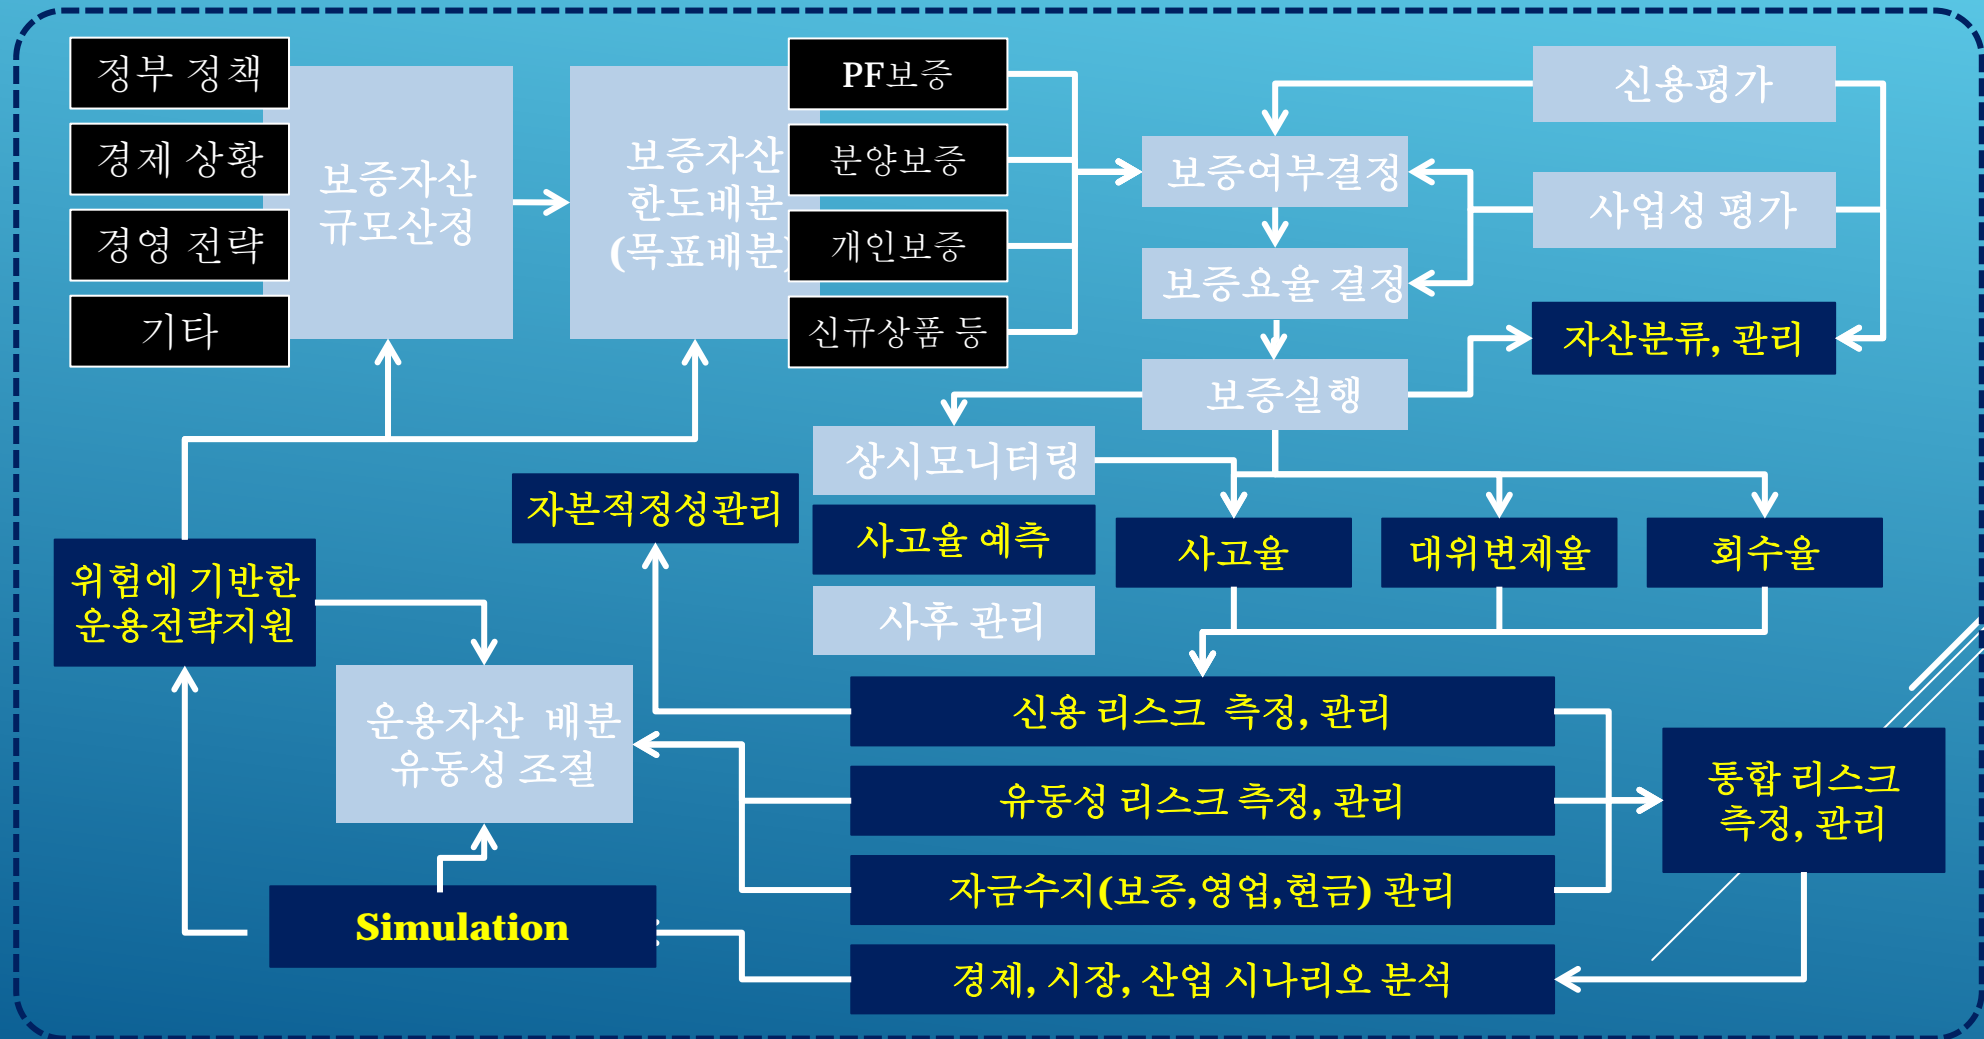 정부 정책
경제 상황
경영 전략
기타
보증자산
규모산정
보증자산
한도배분
(목표배분)
PF보증
분양보증
개인보증
신규상품 등
신용평가
보증여부결정
사업성 평가
보증요율 결정
자산분류, 관리
보증실행
상시모니터링
자본적정성관리
사고율 예측
사고율
대위변제율
회수율
위험에 기반한
운용전략지원
사후 관리
운용자산 배분
유동성 조절
신용 리스크 측정, 관리
유동성 리스크 측정, 관리
통합 리스크
측정, 관리
자금수지(보증,영업,현금) 관리
Simulation
경제, 시장, 산업 시나리오 분석